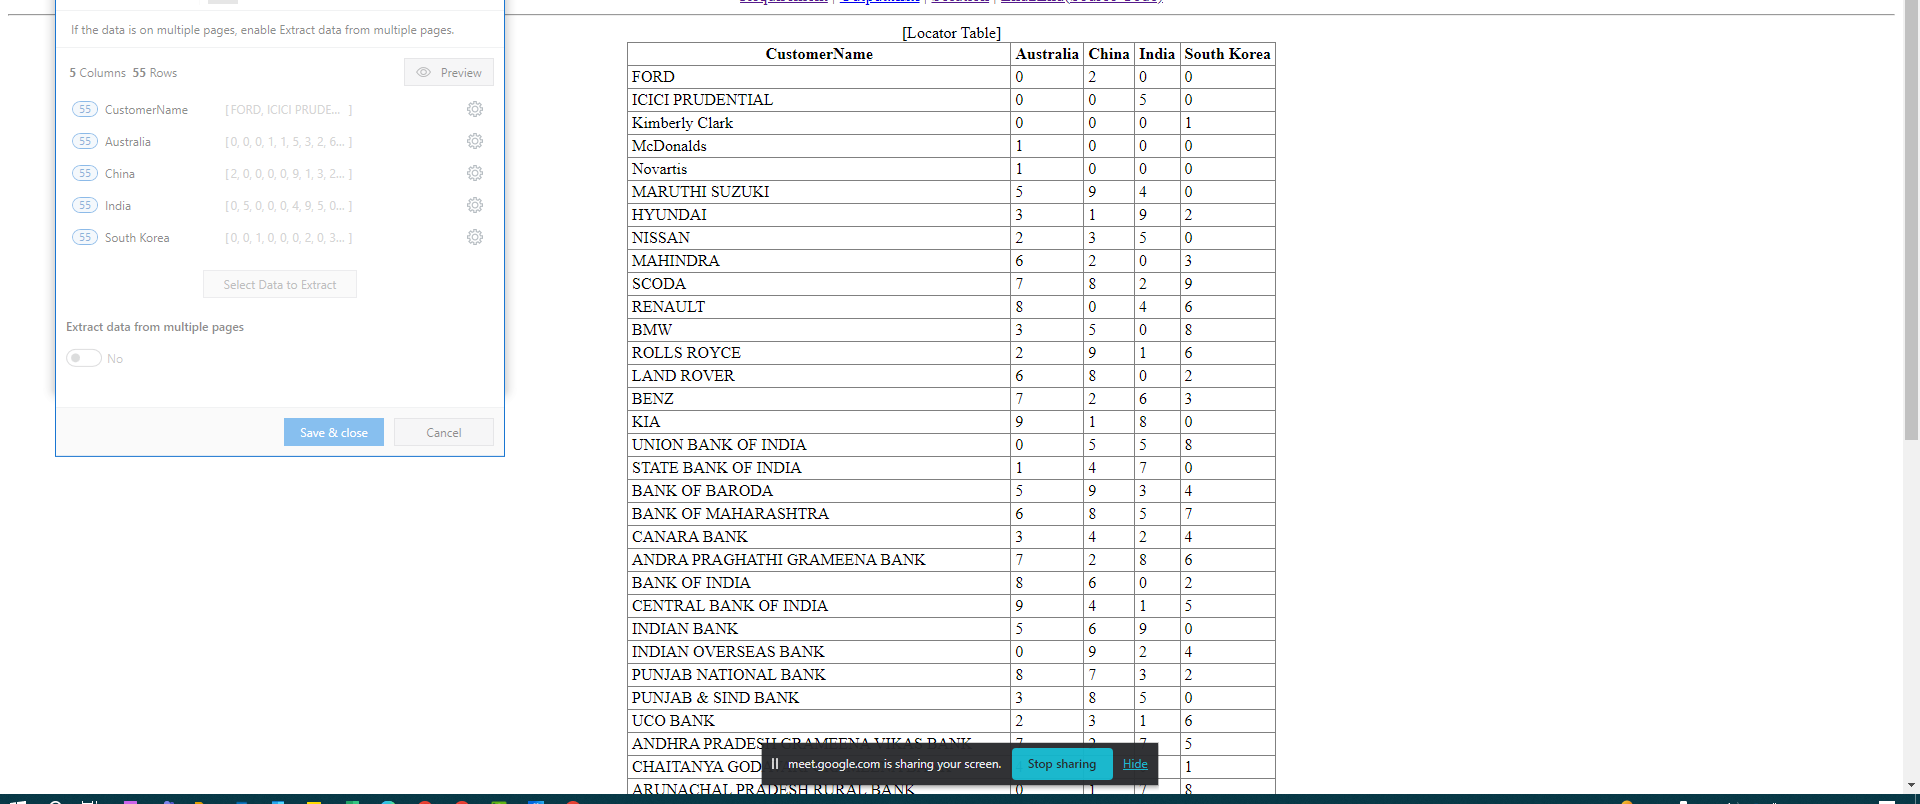 If the data is on multiple pages, enable Extract data from multiple pages.
5 Columns 55 Rows
Preview
55 CustomerName [FORD, ICICI PRUDE... ]
55 Australia [0, 0, 0, 1, 1, 5, 3, 2, 6... ]
55 China [2, 0, 0, 0, 0, 9, 1, 3, 2... ]
55 India [0, 5, 0, 0, 0, 4, 9, 5, 0... ]
55 South Korea [0, 0, 1, 0, 0, 0, 2, 0, 3... ]
Select Data to Extract
Extract data from multiple pages
No
Save & close Cancel
[Locator Table]
CustomerName Australia China India South Korea
FORD 0 2 0 0
ICICI PRUDENTIAL 0 0 5 0
Kimberly Clark 0 0 0 1
McDonalds 1 0 0 0
Novartis 1 0 0 0
MARUTHI SUZUKI 5 9 4 0
HYUNDAI 3 1 9 2
NISSAN 2 3 5 0
MAHINDRA 6 2 0 3
SCODA 7 8 2 9
RENAULT 8 0 4 6
BMW 3 5 0 8
ROLLS ROYCE 2 9 1 6
LAND ROVER 6 8 0 2
BENZ 7 2 6 3
KIA 9 1 8 0
UNION BANK OF INDIA 0 5 5 8
STATE BANK OF INDIA 1 4 7 0
BANK OF BARODA 5 9 3 4
BANK OF MAHARASHTRA 6 8 5 7
CANARA BANK 3 4 2 4
ANDRA PRAGHATHI GRAMEENA BANK 7 2 8 6
BANK OF INDIA 8 6 0 2
CENTRAL BANK OF INDIA 9 4 1 5
INDIAN BANK 5 6 9 0
INDIAN OVERSEAS BANK 0 9 2 4
PUNJAB NATIONAL BANK 8 7 3 2
PUNJAB & SIND BANK 3 8 5 0
UCO BANK 2 3 1 6
ANDHRA PRADESH GRAMEENA VIKAS BANK 5
CHAITANYA 1
ARUNACHAL PRADESH RURAL BANK 0 1 7 8
meet.google.com is sharing your screen. Stop sharing Hide